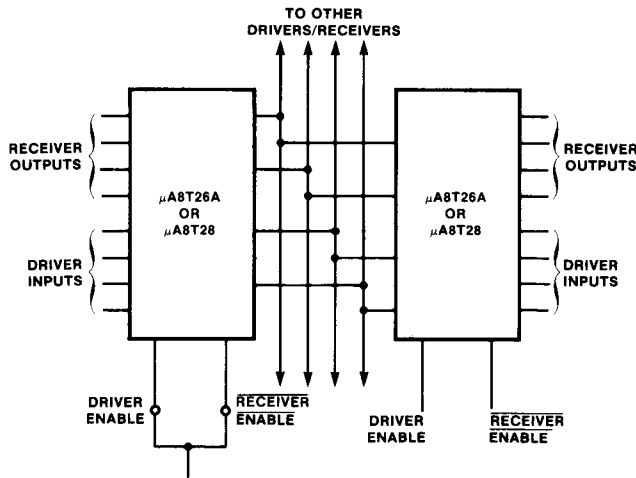 TO OTHER
DRIVERS/RECEIVERS
RECEIVER
OUTPUTS
μA8T26A
OR
μA8T28
DRIVER
INPUTS
μA8T26A
OR
μA8T28
RECEIVER
OUTPUTS
DRIVER
INPUTS
DRIVER
ENABLE
RECEIVER
ENABLE
DRIVER
ENABLE
RECEIVER
ENABLE